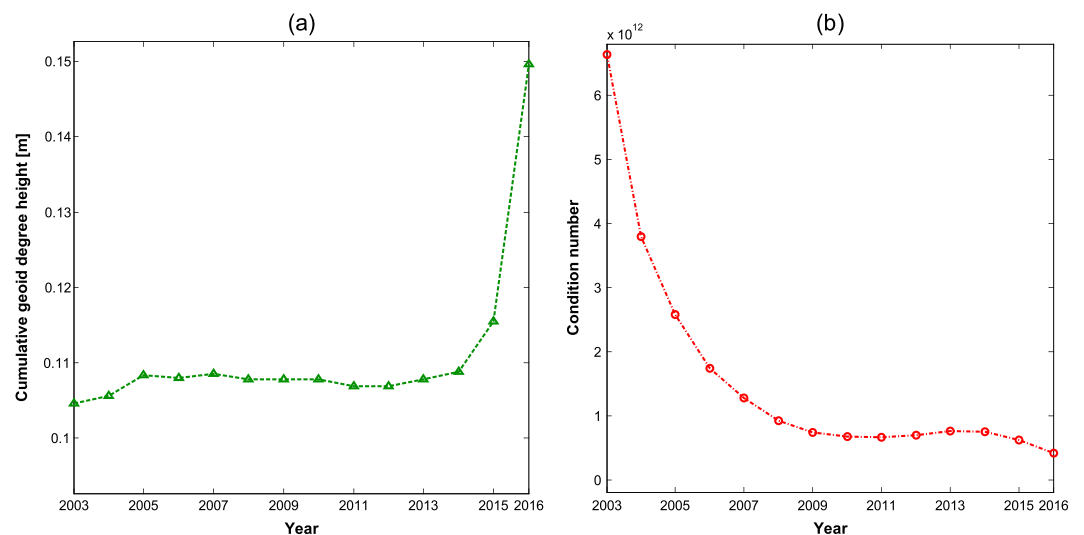 (a)
Cumulative geoid degree height [m]
0.15
0.14
0.13
0.12
0.11
0.1
2003 2005 2007 2009 2011 2013 2015 2016
Year
(b)
x 10¹²
Condition number
6
5
4
3
2
1
0
2003 2005 2007 2009 2011 2013 2015 2016
Year